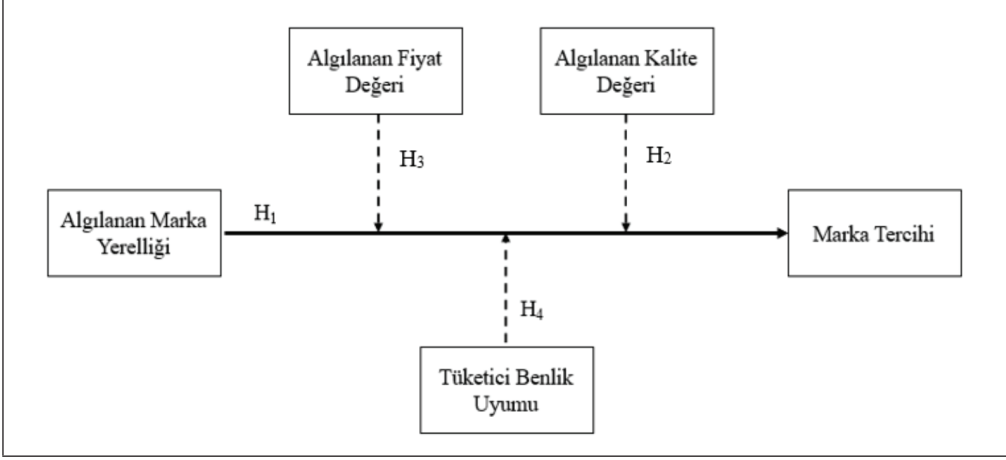 Algılanan Fiyat
Değeri
Algılanan Kalite
Değeri
H3
H2
Algılanan Marka
Yerelliği
H1
Marka Tercihi
H4
Tüketici Benlik
Uyumu